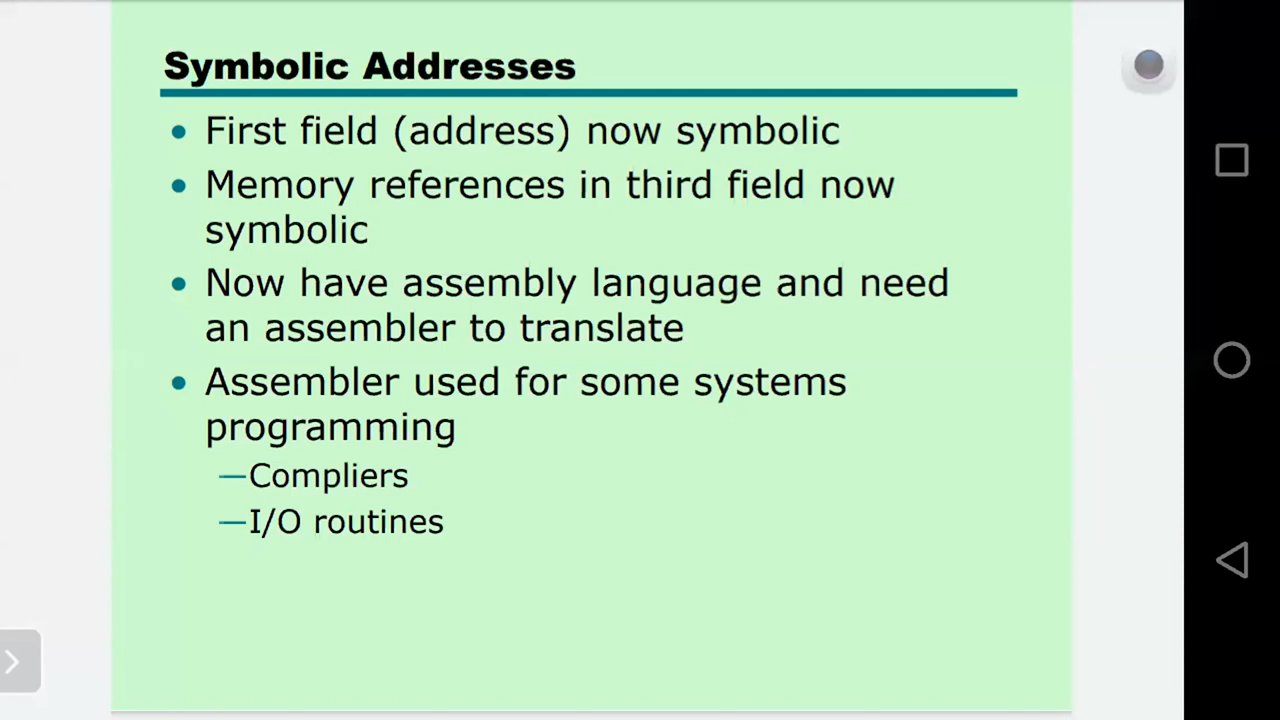 Symbolic Addresses
• First field (address) now symbolic
• Memory references in third field now
symbolic
• Now have assembly language and need
an assembler to translate
• Assembler used for some systems
programming
—Compliers
—I/O routines